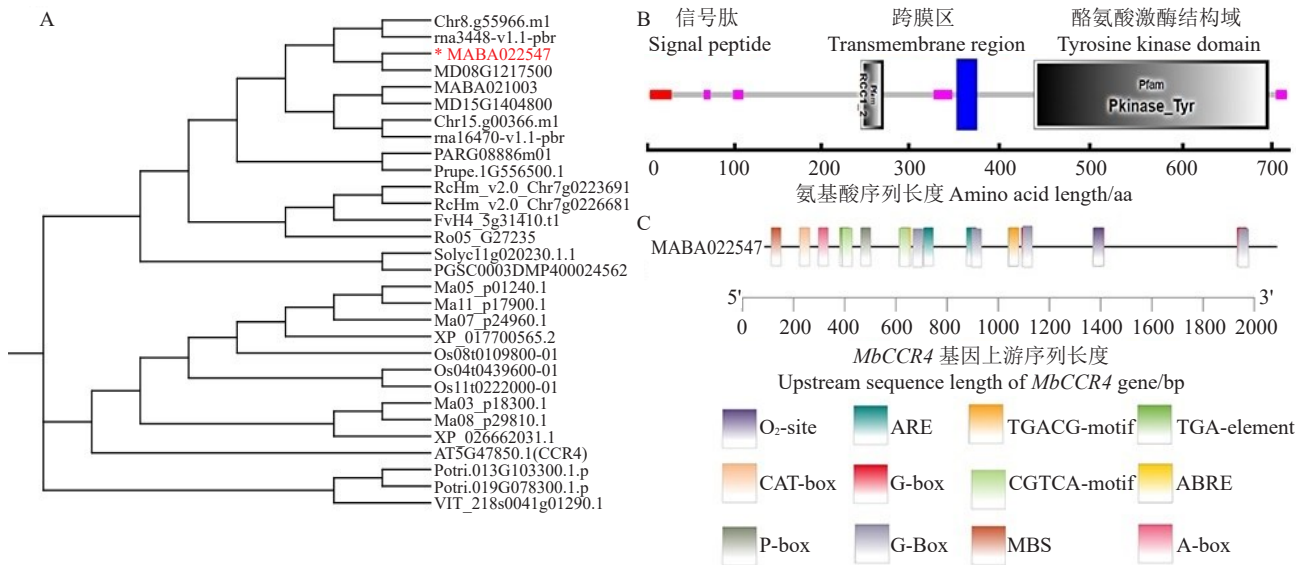 A
Chr8.g55966.m1
rna3448-v1.1-pbr
* MABA022547
MD08G1217500
MABA021003
MD15G1404800
Chr15.g00366.m1
rna16470-v1.1-pbr
PARG08886m01
Prupe.1G556500.1
RcHm_v2.0_Chr7g0223691
RcHm_v2.0_Chr7g0226681
FvH4_5g31410.t1
Ro05_G27235
Solyc11g020230.1.1
PGSC0003DMP400024562
Ma05_p01240.1
Ma11_p17900.1
Ma07_p24960.1
XP_017700565.2
Os08t0109800-01
Os04t0439600-01
Os11t0222000-01
Ma03_p18300.1
Ma08_p29810.1
XP_026662031.1
AT5G47850.1(CCR4)
Potri.013G103300.1.p
Potri.019G078300.1.p
VIT_218s0041g01290.1
B
信号肽 跨膜区 酪氨酸激酶结构域
Signal peptide Transmembrane region Tyrosine kinase domain
Pfam
RCC1_2
Pfam
Pkinase_Tyr
0 100 200 300 400 500 600 700
氨基酸序列长度 Amino acid length/aa
C
MABA022547
5' 3'
0 200 400 600 800 1000 1200 1400 1600 1800 2000
MbCCR4 基因上游序列长度
Upstream sequence length of MbCCR4 gene/bp
O₂-site ARE TGACG-motif TGA-element
CAT-box G-box CGTCA-motif ABRE
P-box G-Box MBS A-box